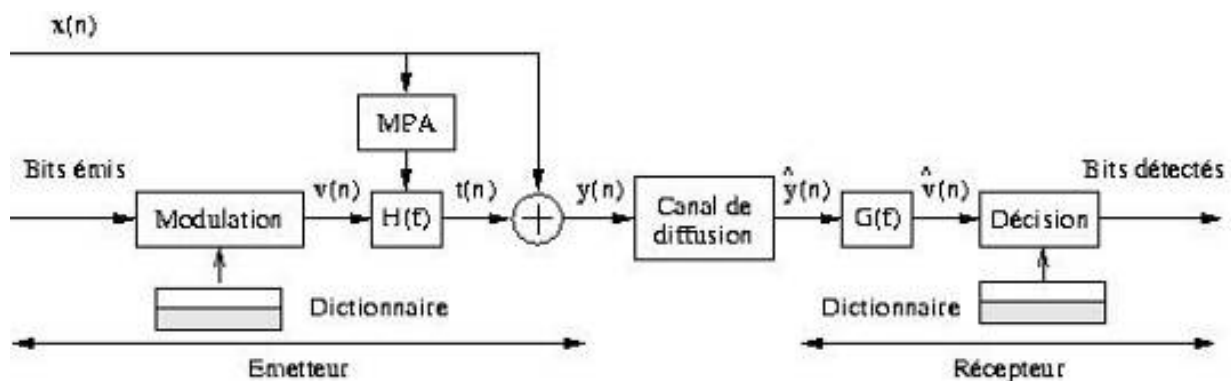 x(n)
MPA
Bits émis
v(n)
t(n)
y(n)
ŷ(n)
v̂(n)
Bits détectés
Modulation
H(f)
Canal de
diffusion
G(f)
Décision
Dictionnaire
Dictionnaire
Emetteur
Récepteur